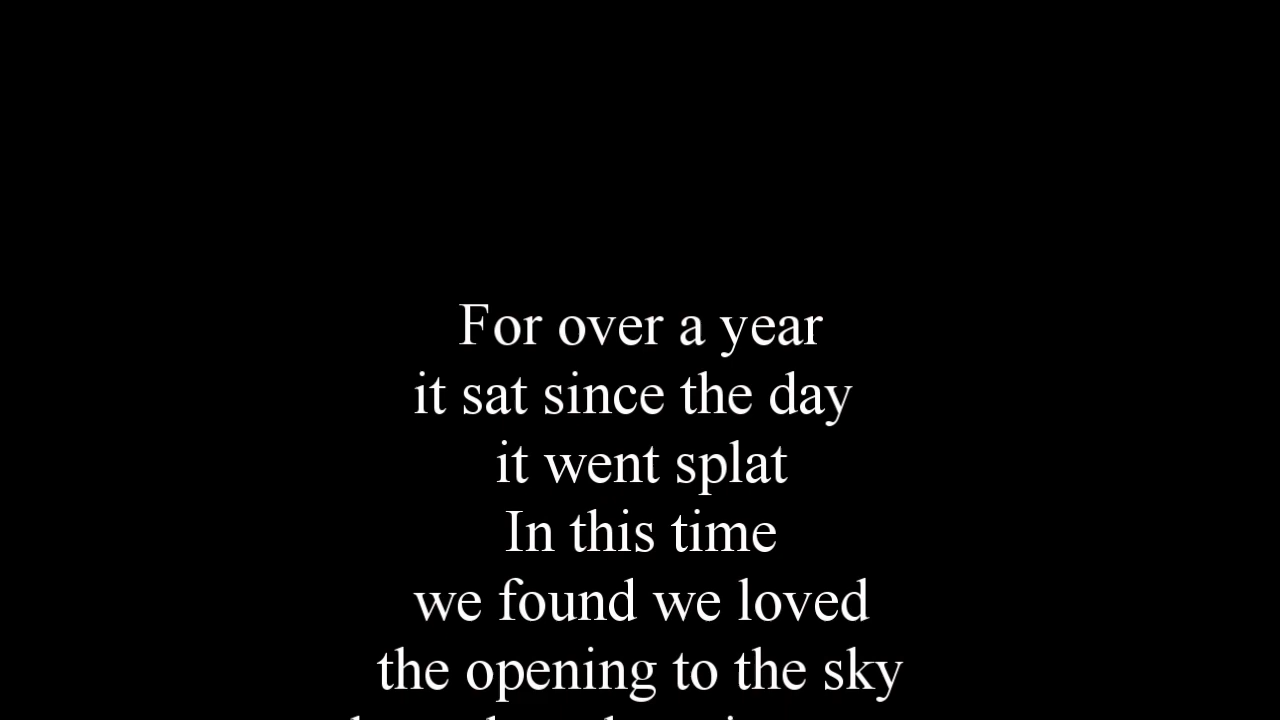 For over a year
it sat since the day
it went splat
In this time
we found we loved
the opening to the sky